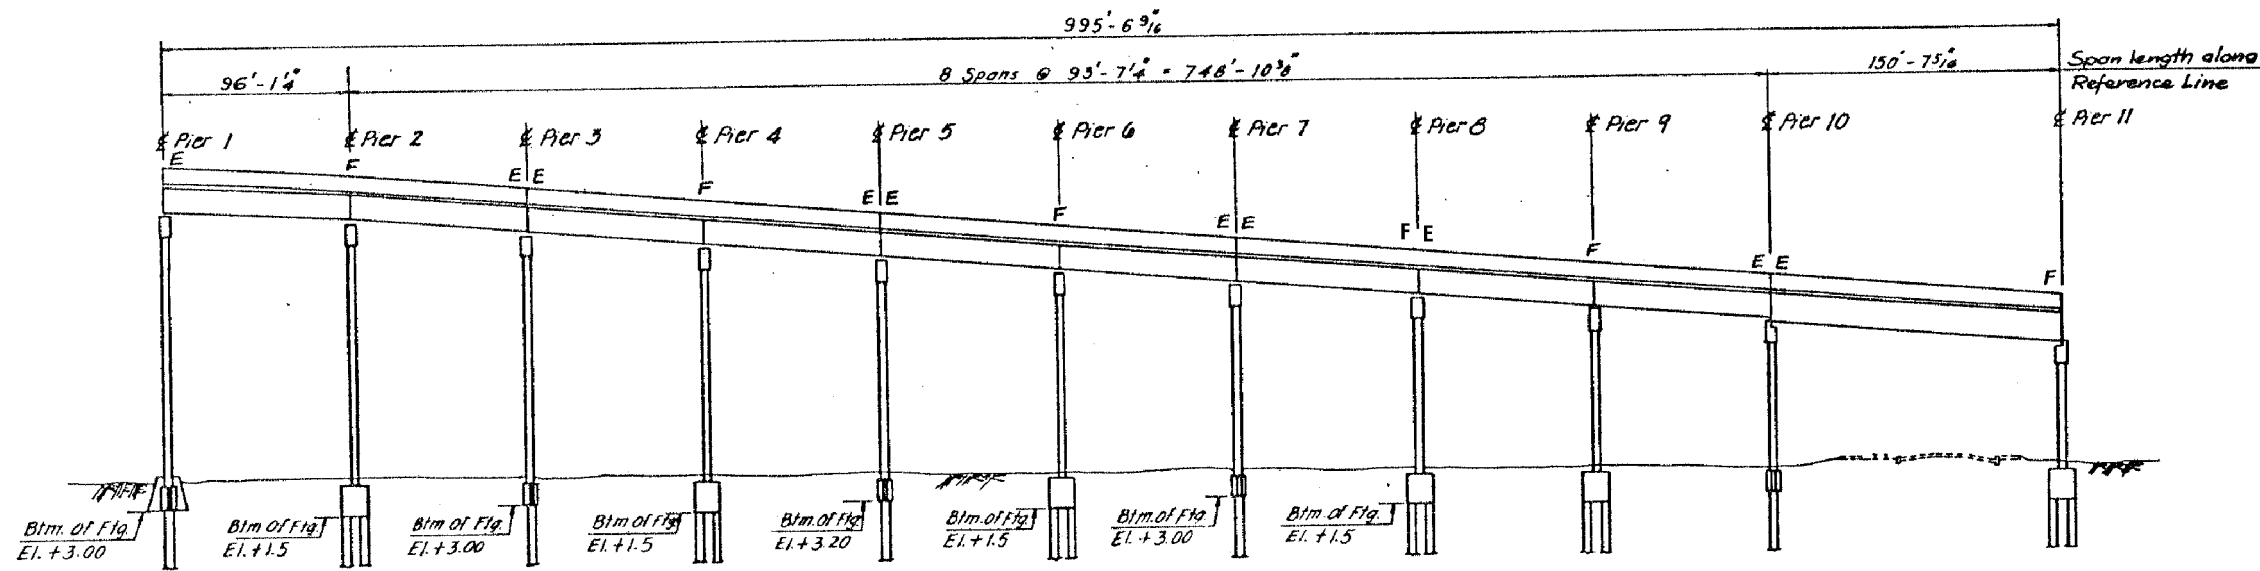 995'-6 9/16"
96'-1 1/4"
8 Spans @ 93'-7 1/4" = 748'-10 3/8"
150'-7 5/16"
Span length along
Reference Line
℄ Pier 1
℄ Pier 2
℄ Pier 3
℄ Pier 4
℄ Pier 5
℄ Pier 6
℄ Pier 7
℄ Pier 8
℄ Pier 9
℄ Pier 10
℄ Pier 11
E
F
E E
F
E E
F
E E
F E
F
E E
F
Btm. of Ftg.
El. +3.00
Btm of Ftg.
El. +1.5
Btm of Ftg.
El. +3.00
Btm of Ftg.
El. +1.5
Btm. of Ftg.
El. +3.20
Btm. of Ftg.
El. +1.5
Btm. of Ftg.
El. +3.00
Btm. of Ftg.
El. +1.5